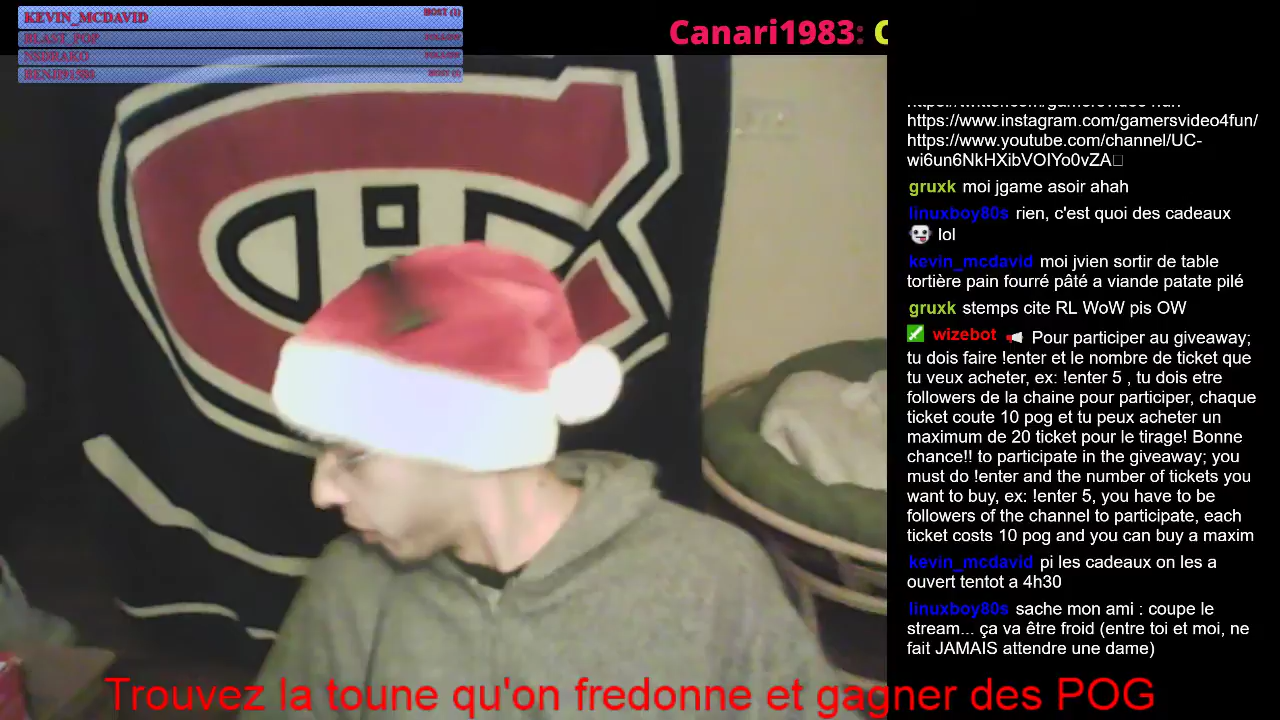 KEVIN_MCDAVID MOST (1)
BLAST_POP
NEDRAKO
Canari1983:
https://www.instagram.com/gamersvideo4fun/
https://www.youtube.com/channel/UC-
wi6un6NkHXibVOIYo0vZA
gruxk moi jgame asoir ahah
linuxboy80s rien, c'est quoi des cadeaux
lol
kevin_mcdavid moi jvien sortir de table
tortière pain fourré pâté a viande patate pilé
gruxk stemps cite RL WoW pis OW
wizebot Pour participer au giveaway;
tu dois faire !enter et le nombre de ticket que
tu veux acheter, ex: !enter 5 , tu dois etre
followers de la chaine pour participer, chaque
ticket coute 10 pog et tu peux acheter un
maximum de 20 ticket pour le tirage! Bonne
chance!! to participate in the giveaway; you
must do !enter and the number of tickets you
want to buy, ex: !enter 5, you have to be
followers of the channel to participate, each
ticket costs 10 pog and you can buy a maxim
kevin_mcdavid pi les cadeaux on les a
ouvert tentot a 4h30
linuxboy80s sache mon ami : coupe le
stream... ça va être froid (entre toi et moi, ne
fait JAMAIS attendre une dame)
Trouvez la toune qu'on fredonne et gagner des POG